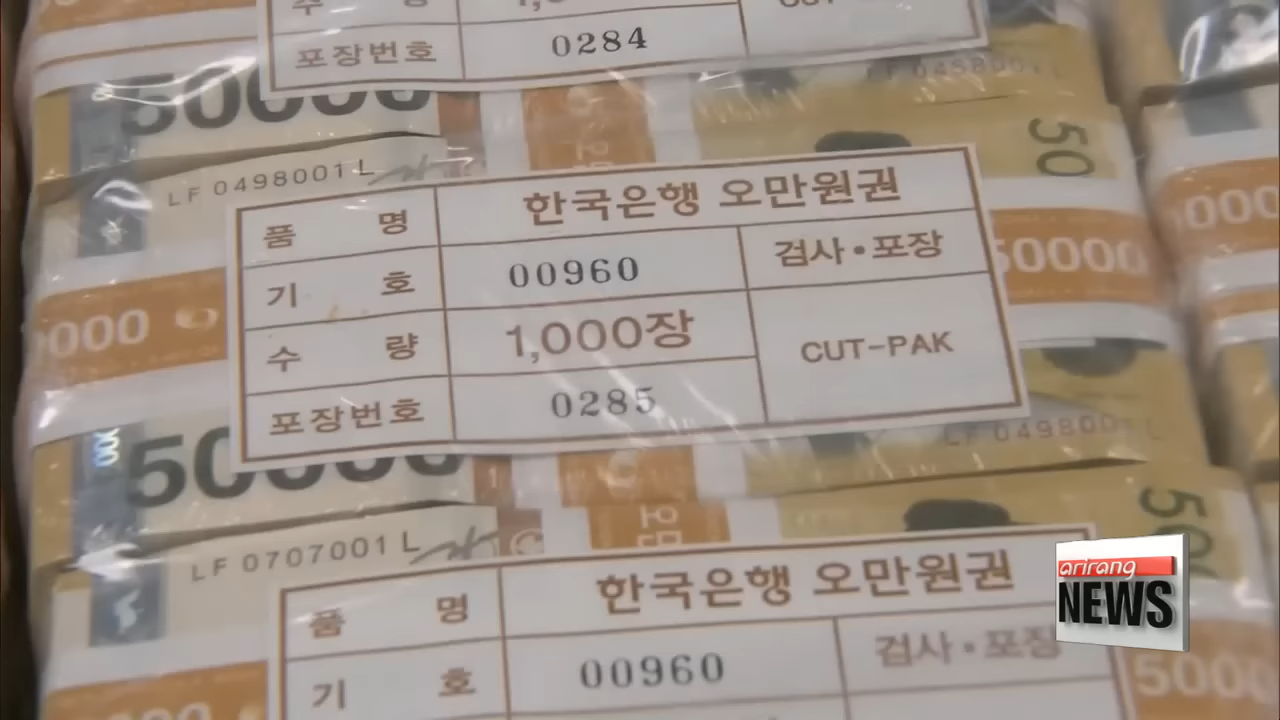 포장번호 0284
50000
LF 0498001 L
50
품 명 한국은행 오만원권
기 호 00960 검사·포장
50000
수 량 1,000장 CUT-PAK
포장번호 0285
50000
LF 0707001 L
품 명 한국은행 오만원권
기 호 00960 검사·포장
arirang
NEWS
5000